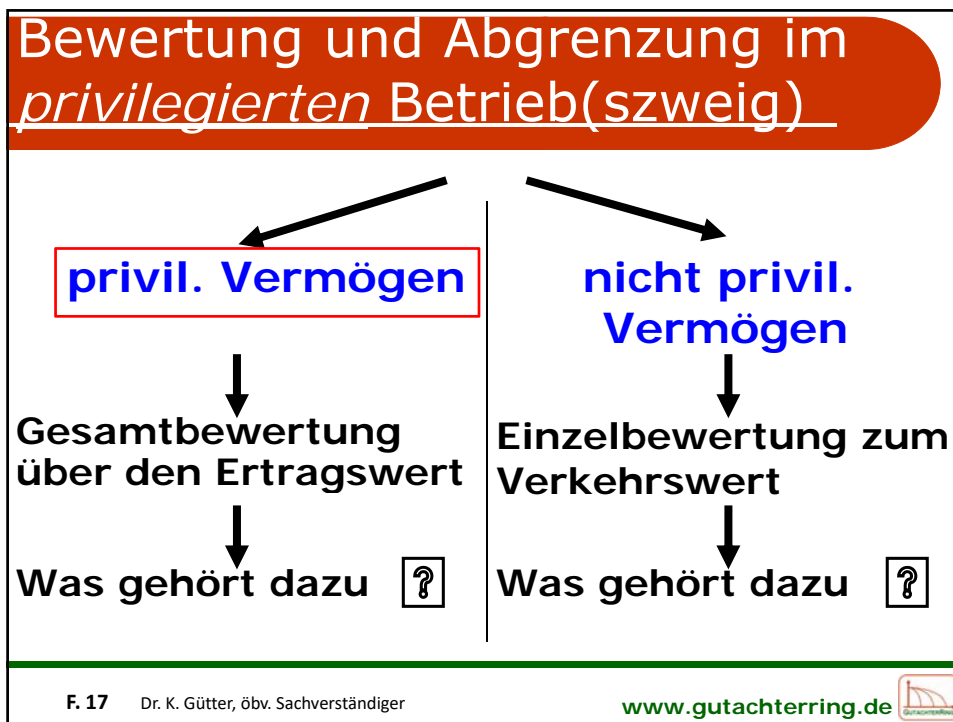 Bewertung und Abgrenzung im
privilegierten Betrieb(szweig)
privil. Vermögen
Gesamtbewertung
über den Ertragswert
Was gehört dazu ?
nicht privil.
Vermögen
Einzelbewertung zum
Verkehrswert
Was gehört dazu ?
F. 17 Dr. K. Gütter, öbv. Sachverständiger
www.gutachterring.de
GUTACHTERRING